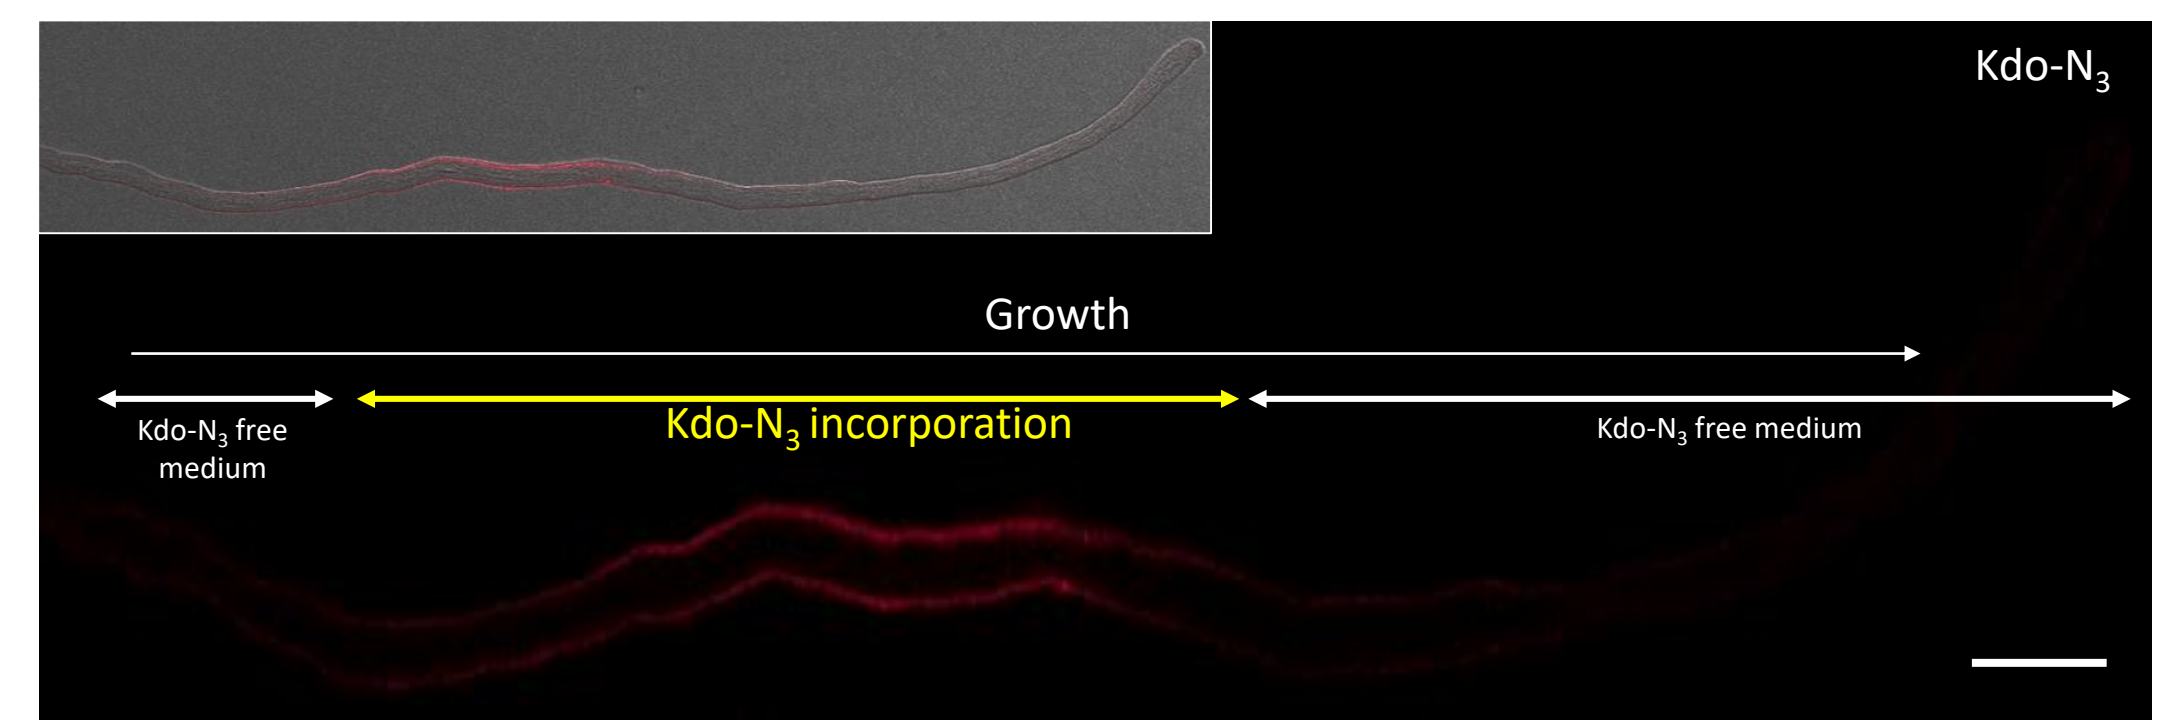 Kdo-N₃
Growth
Kdo-N₃ incorporation
Kdo-N₃ free
medium
Kdo-N₃ free medium